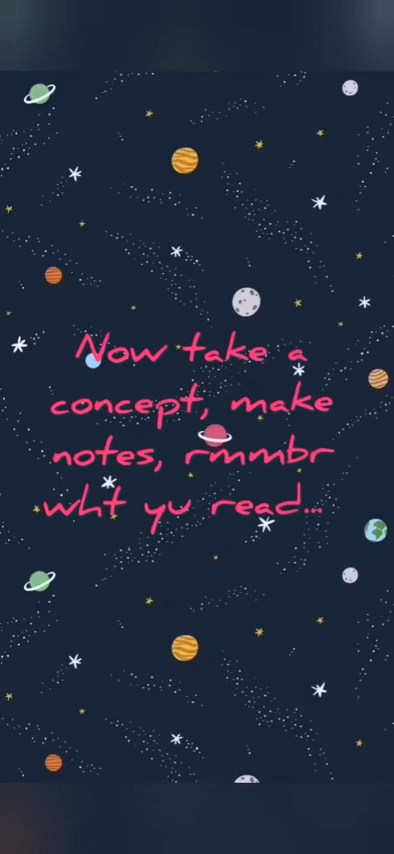 Now take a
concept, make
notes, rmmbr
wht yu read...